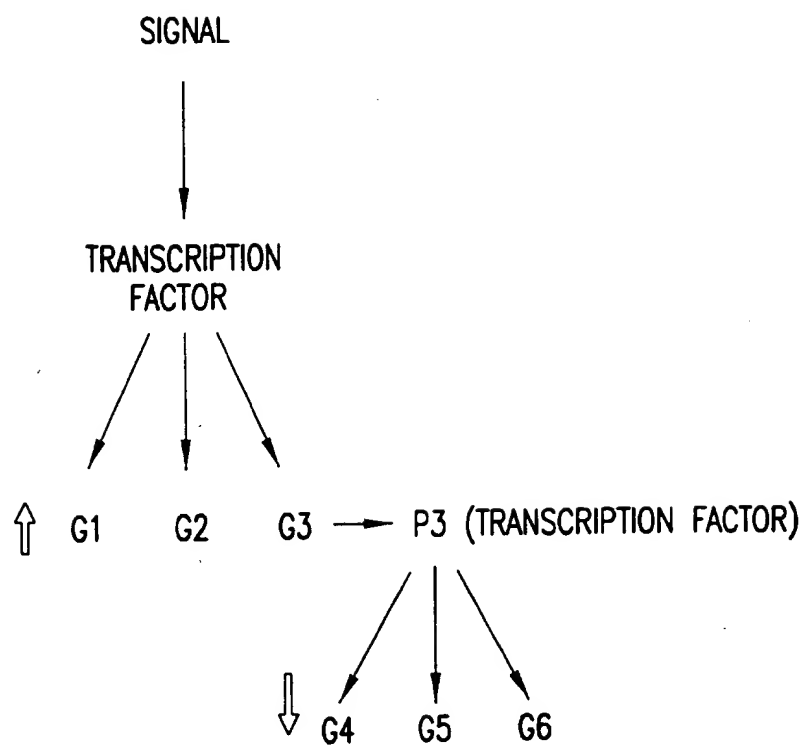 SIGNAL
TRANSCRIPTION
FACTOR
G1 G2 G3 P3 (TRANSCRIPTION FACTOR)
G4 G5 G6